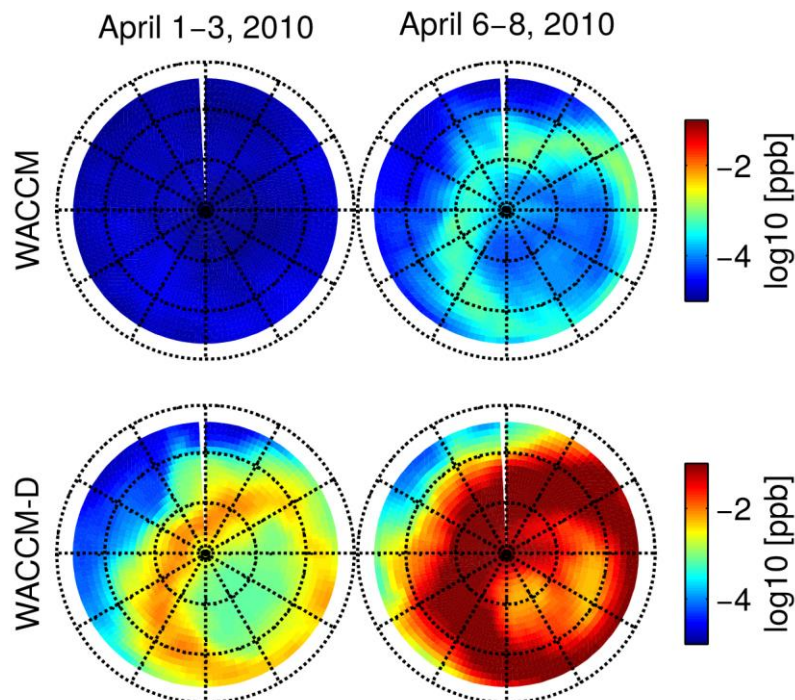 April 1−3, 2010
April 6−8, 2010
WACCM
−2
−4
log10 [ppb]
WACCM-D
−2
−4
log10 [ppb]